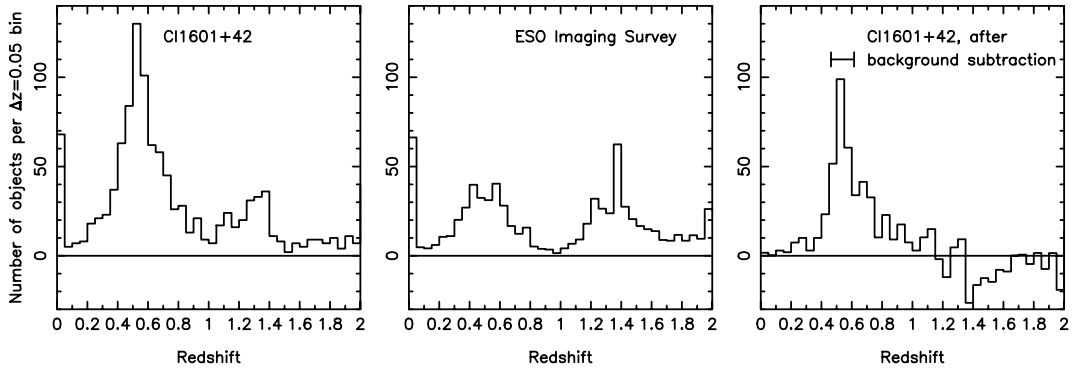 Number of objects per Δz=0.05 bin
Cl1601+42
100
50
0
0 0.2 0.4 0.6 0.8 1 1.2 1.4 1.6 1.8 2
Redshift
ESO Imaging Survey
100
50
0
0 0.2 0.4 0.6 0.8 1 1.2 1.4 1.6 1.8 2
Redshift
Cl1601+42, after
background subtraction
100
50
0
0 0.2 0.4 0.6 0.8 1 1.2 1.4 1.6 1.8 2
Redshift